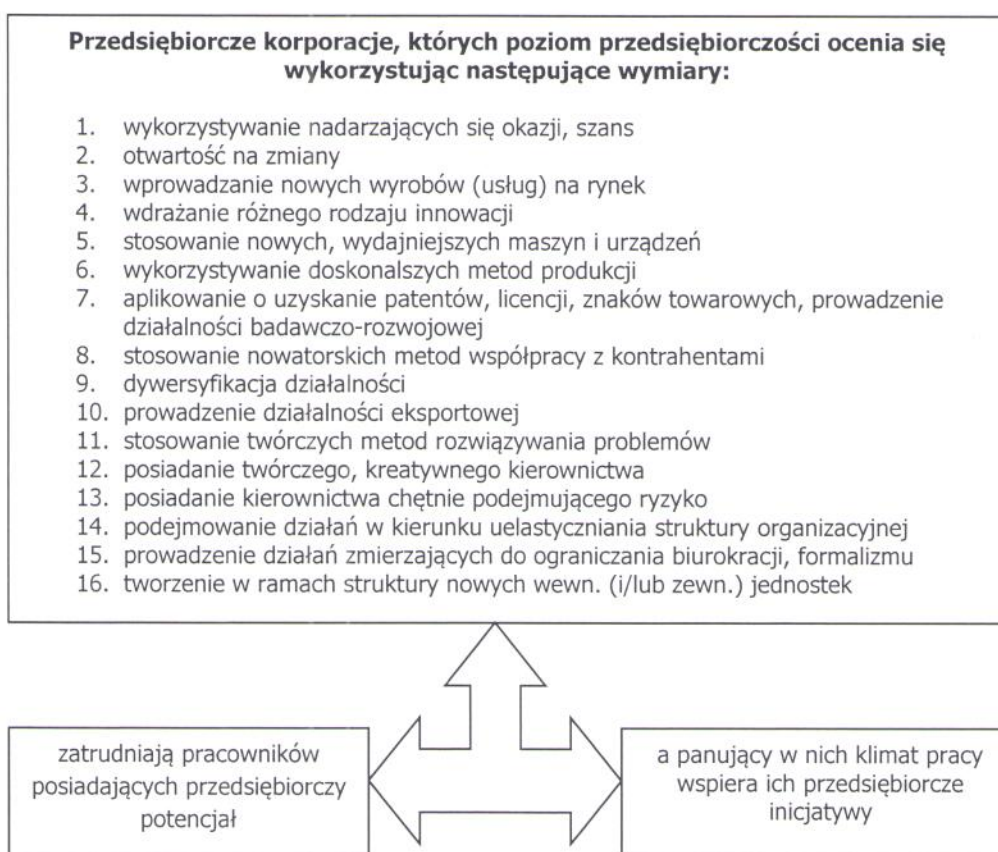 Przedsiębiorcze korporacje, których poziom przedsiębiorczości ocenia się
wykorzystując następujące wymiary:
1. wykorzystywanie nadarzających się okazji, szans
2. otwartość na zmiany
3. wprowadzanie nowych wyrobów (usług) na rynek
4. wdrażanie różnego rodzaju innowacji
5. stosowanie nowych, wydajniejszych maszyn i urządzeń
6. wykorzystywanie doskonalszych metod produkcji
7. aplikowanie o uzyskanie patentów, licencji, znaków towarowych, prowadzenie
działalności badawczo-rozwojowej
8. stosowanie nowatorskich metod współpracy z kontrahentami
9. dywersyfikacja działalności
10. prowadzenie działalności eksportowej
11. stosowanie twórczych metod rozwiązywania problemów
12. posiadanie twórczego, kreatywnego kierownictwa
13. posiadanie kierownictwa chętnie podejmującego ryzyko
14. podejmowanie działań w kierunku uelastyczniania struktury organizacyjnej
15. prowadzenie działań zmierzających do ograniczania biurokracji, formalizmu
16. tworzenie w ramach struktury nowych wewn. (i/lub zewn.) jednostek
zatrudniają pracowników
posiadających przedsiębiorczy
potencjał
a panujący w nich klimat pracy
wspiera ich przedsiębiorcze
inicjatywy